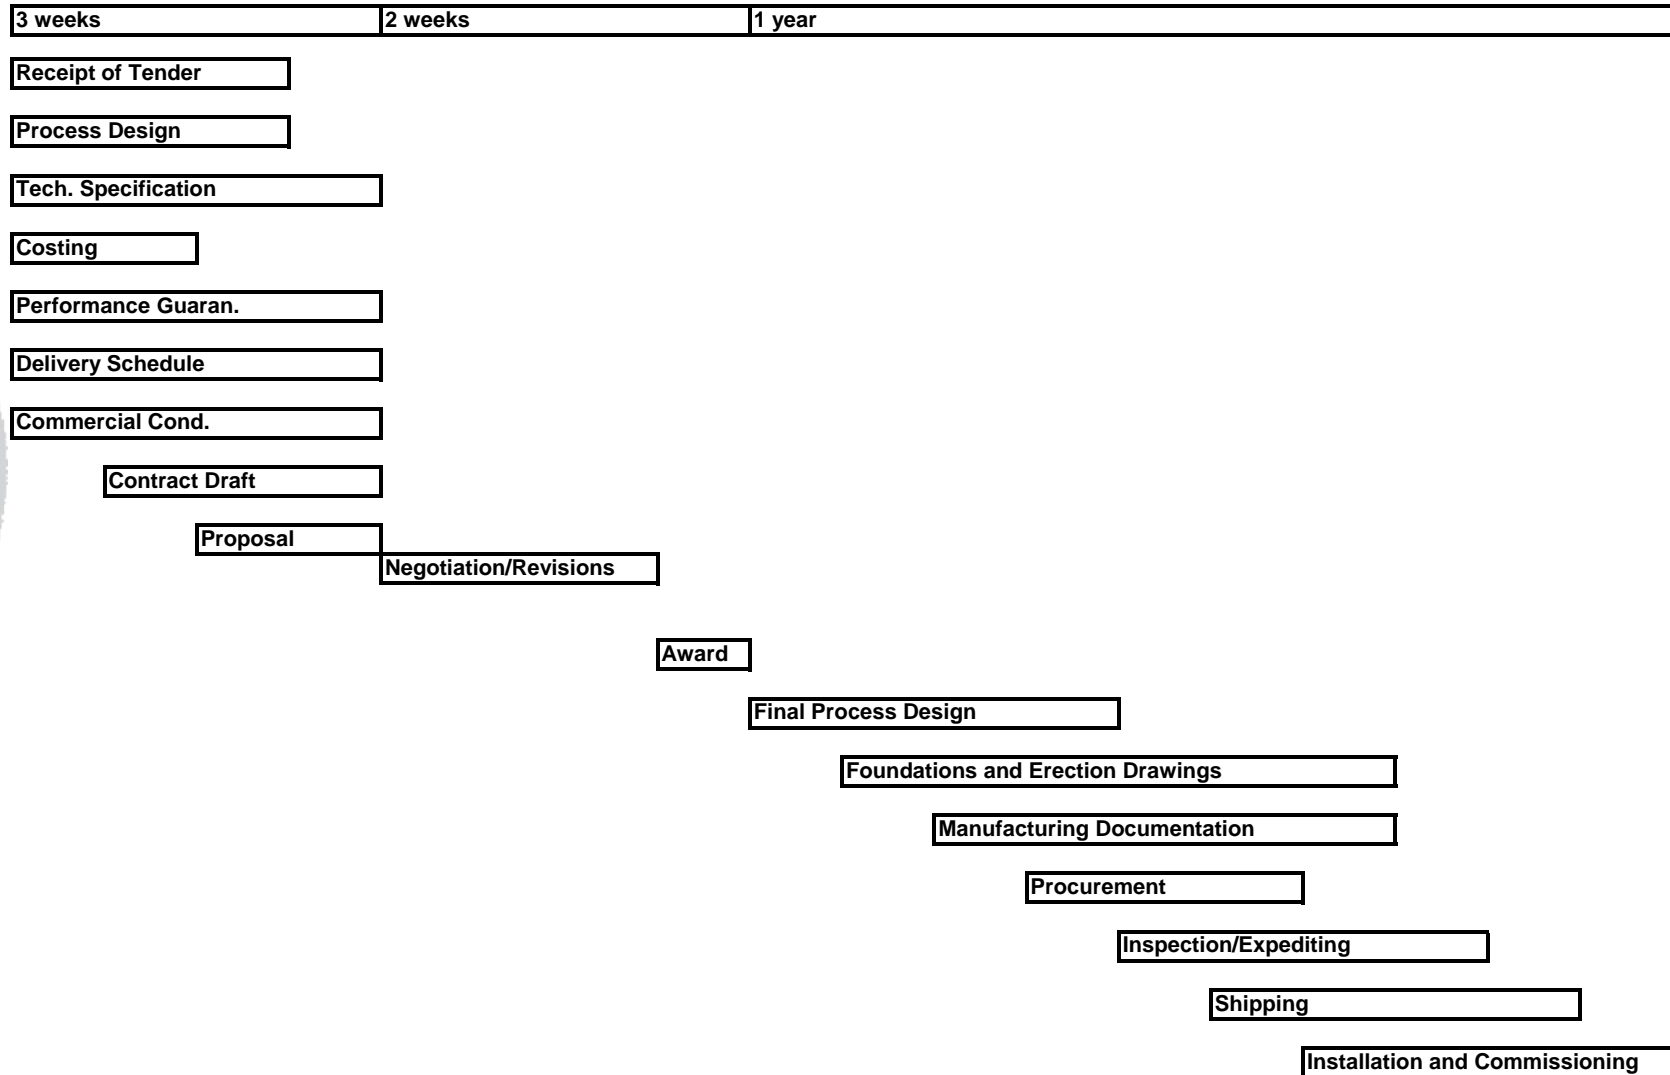 3 weeks 2 weeks 1 year
Receipt of Tender
Process Design
Tech. Specification
Costing
Performance Guaran.
Delivery Schedule
Commercial Cond.
Contract Draft
Proposal
Negotiation/Revisions
Award
Final Process Design
Foundations and Erection Drawings
Manufacturing Documentation
Procurement
Inspection/Expediting
Shipping
Installation and Commissioning